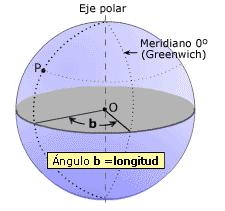 Eje polar
Meridiano 0º
(Greenwich)
P
O
b
Ángulo b =longitud